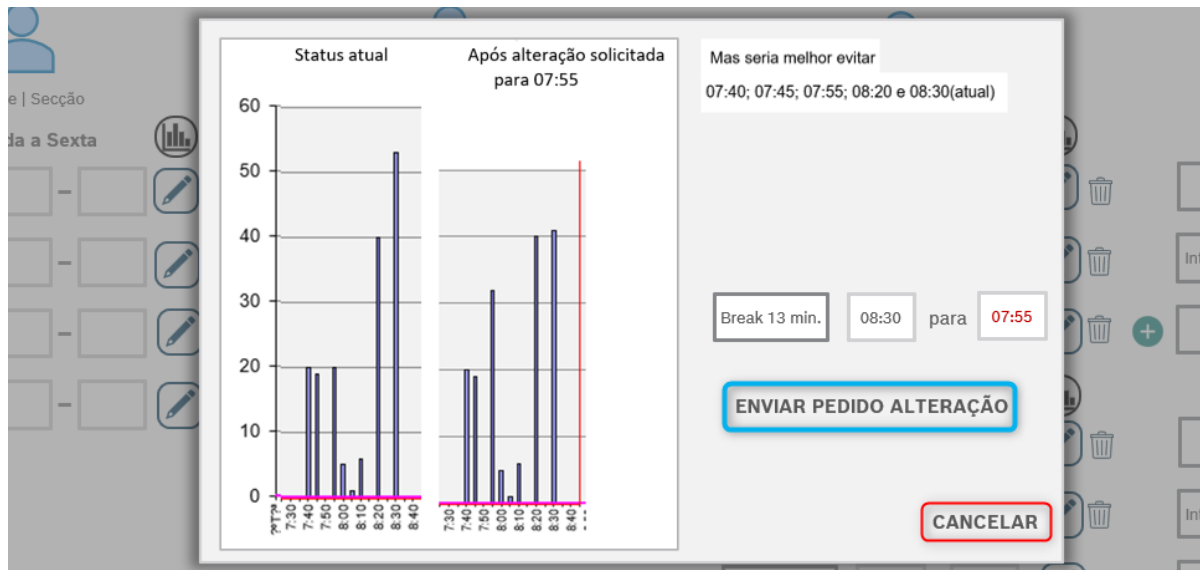 e | Secção
da a Sexta
Status atual
Após alteração solicitada
para 07:55
60
50
40
30
20
10
0
7:30
7:40
7:50
8:00
8:10
8:20
8:30
8:40
7:30
7:40
7:50
8:00
8:10
8:20
8:30
8:40
Mas seria melhor evitar
07:40; 07:45; 07:55; 08:20 e 08:30(atual)
Break 13 min. 08:30 para 07:55
ENVIAR PEDIDO ALTERAÇÃO
CANCELAR
Int
Int